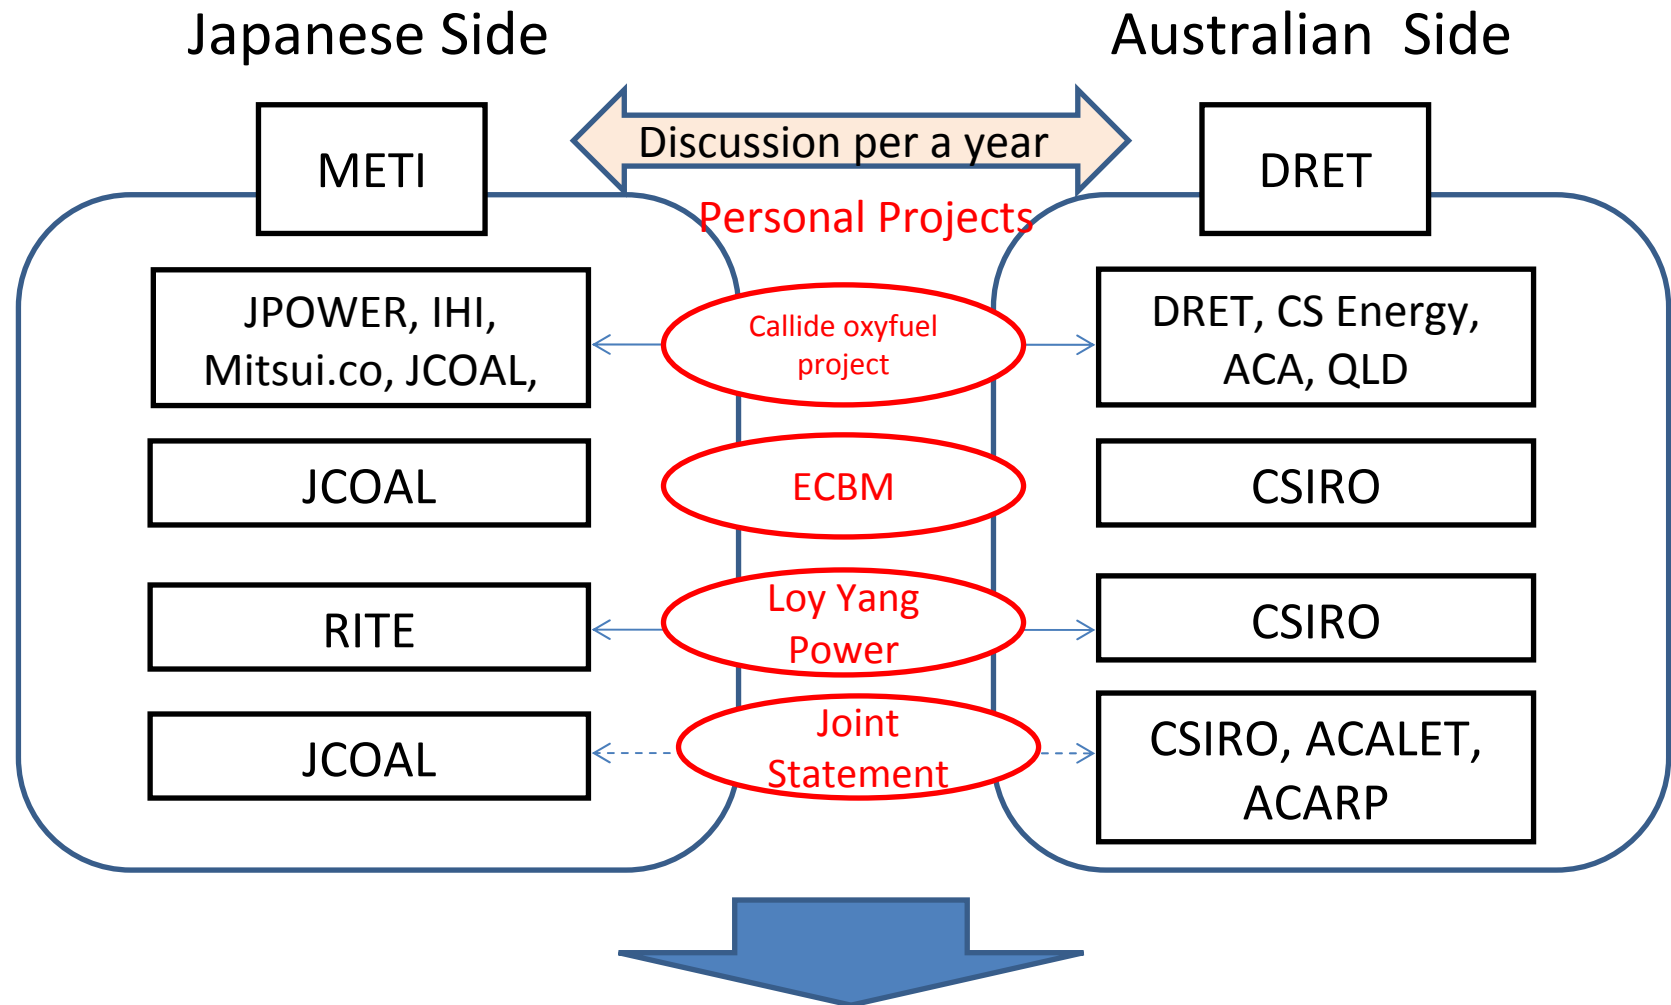 Japanese Side
Australian Side
METI
Discussion per a year
DRET
Personal Projects
JPOWER, IHI,
Mitsui.co, JCOAL,
Callide oxyfuel
project
DRET, CS Energy,
ACA, QLD
JCOAL
ECBM
CSIRO
RITE
Loy Yang
Power
CSIRO
JCOAL
Joint
Statement
CSIRO, ACALET,
ACARP